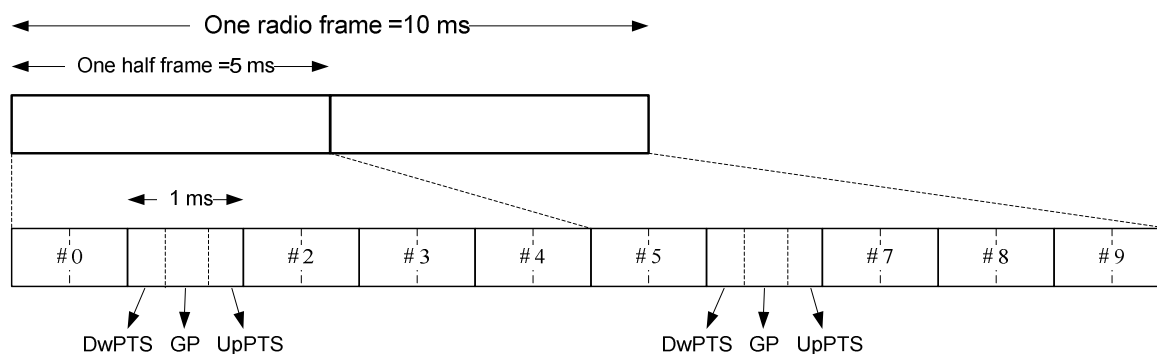 One radio frame =10 ms
One half frame =5 ms
1 ms
#0 #2 #3 #4 #5 #7 #8 #9
DwPTS GP UpPTS DwPTS GP UpPTS